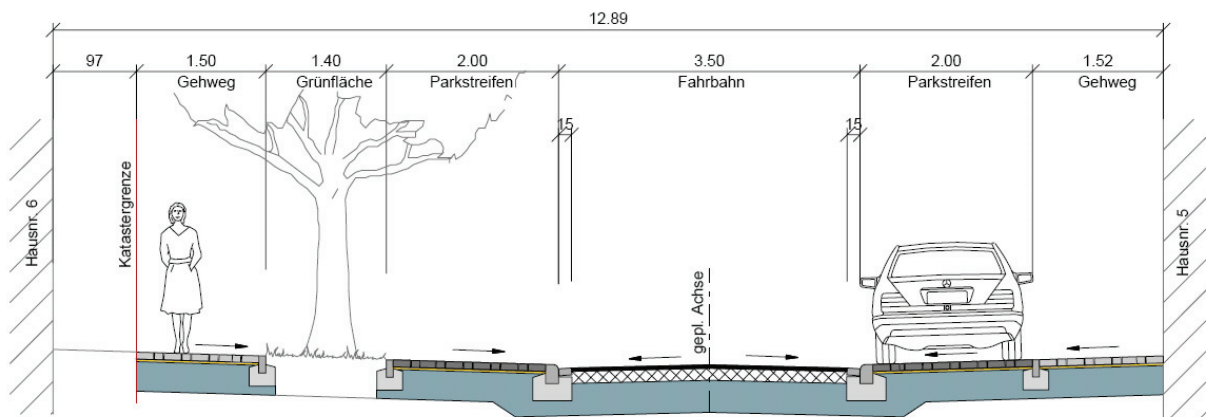 12.89
97 1.50 1.40 2.00 3.50 2.00 1.52
Gehweg Grünfläche Parkstreifen Fahrbahn Parkstreifen Gehweg
15 15
Hausnr. 6
Katastergrenze
gepl. Achse
Hausnr. 5